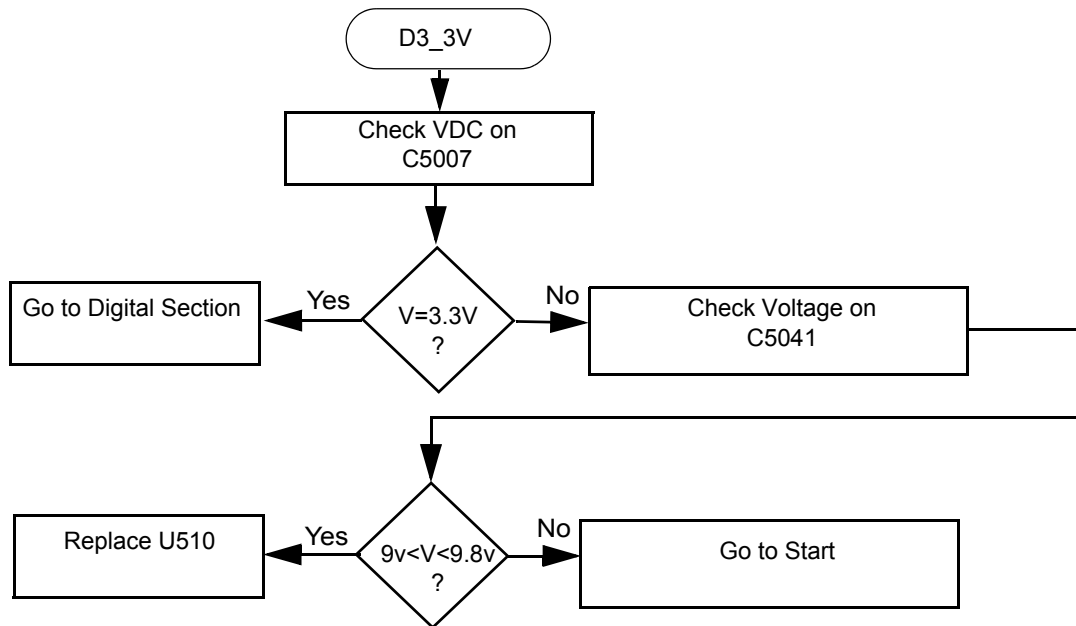 D3_3V
Check VDC on
C5007
Go to Digital Section
Yes
V=3.3V
?
No
Check Voltage on
C5041
Replace U510
Yes
9v<V<9.8v
?
No
Go to Start